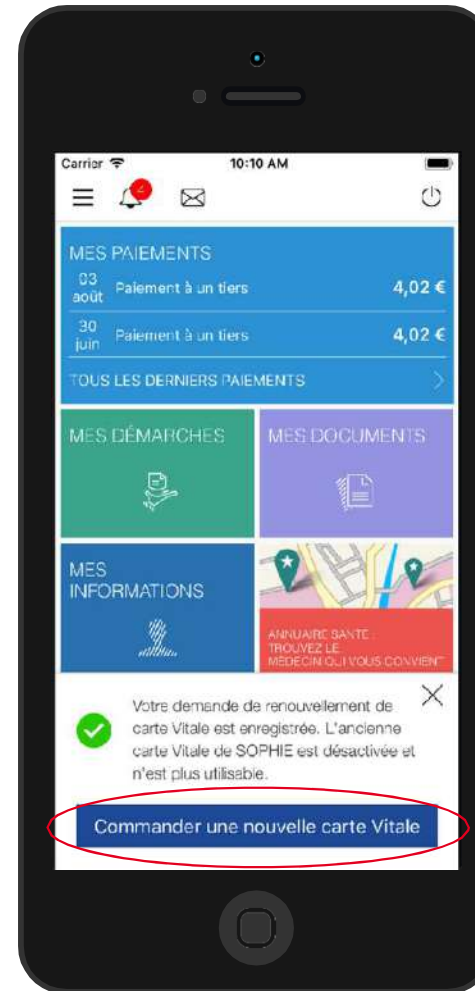 Carrier 10:10 AM
4
MES PAIEMENTS
03 août Paiement à un tiers 4,02 €
30 juin Paiement à un tiers 4,02 €
TOUS LES DERNIERS PAIEMENTS
MES DÉMARCHES
MES DOCUMENTS
MES
INFORMATIONS
ANNUAIRE SANTE :
TROUVEZ LE
MEDECIN QUI VOUS CONVIENT
Votre demande de renouvellement de
carte Vitale est enregistrée. L'ancienne
carte Vitale de SOPHIE est désactivée et
n'est plus utilisable.
Commander une nouvelle carte Vitale